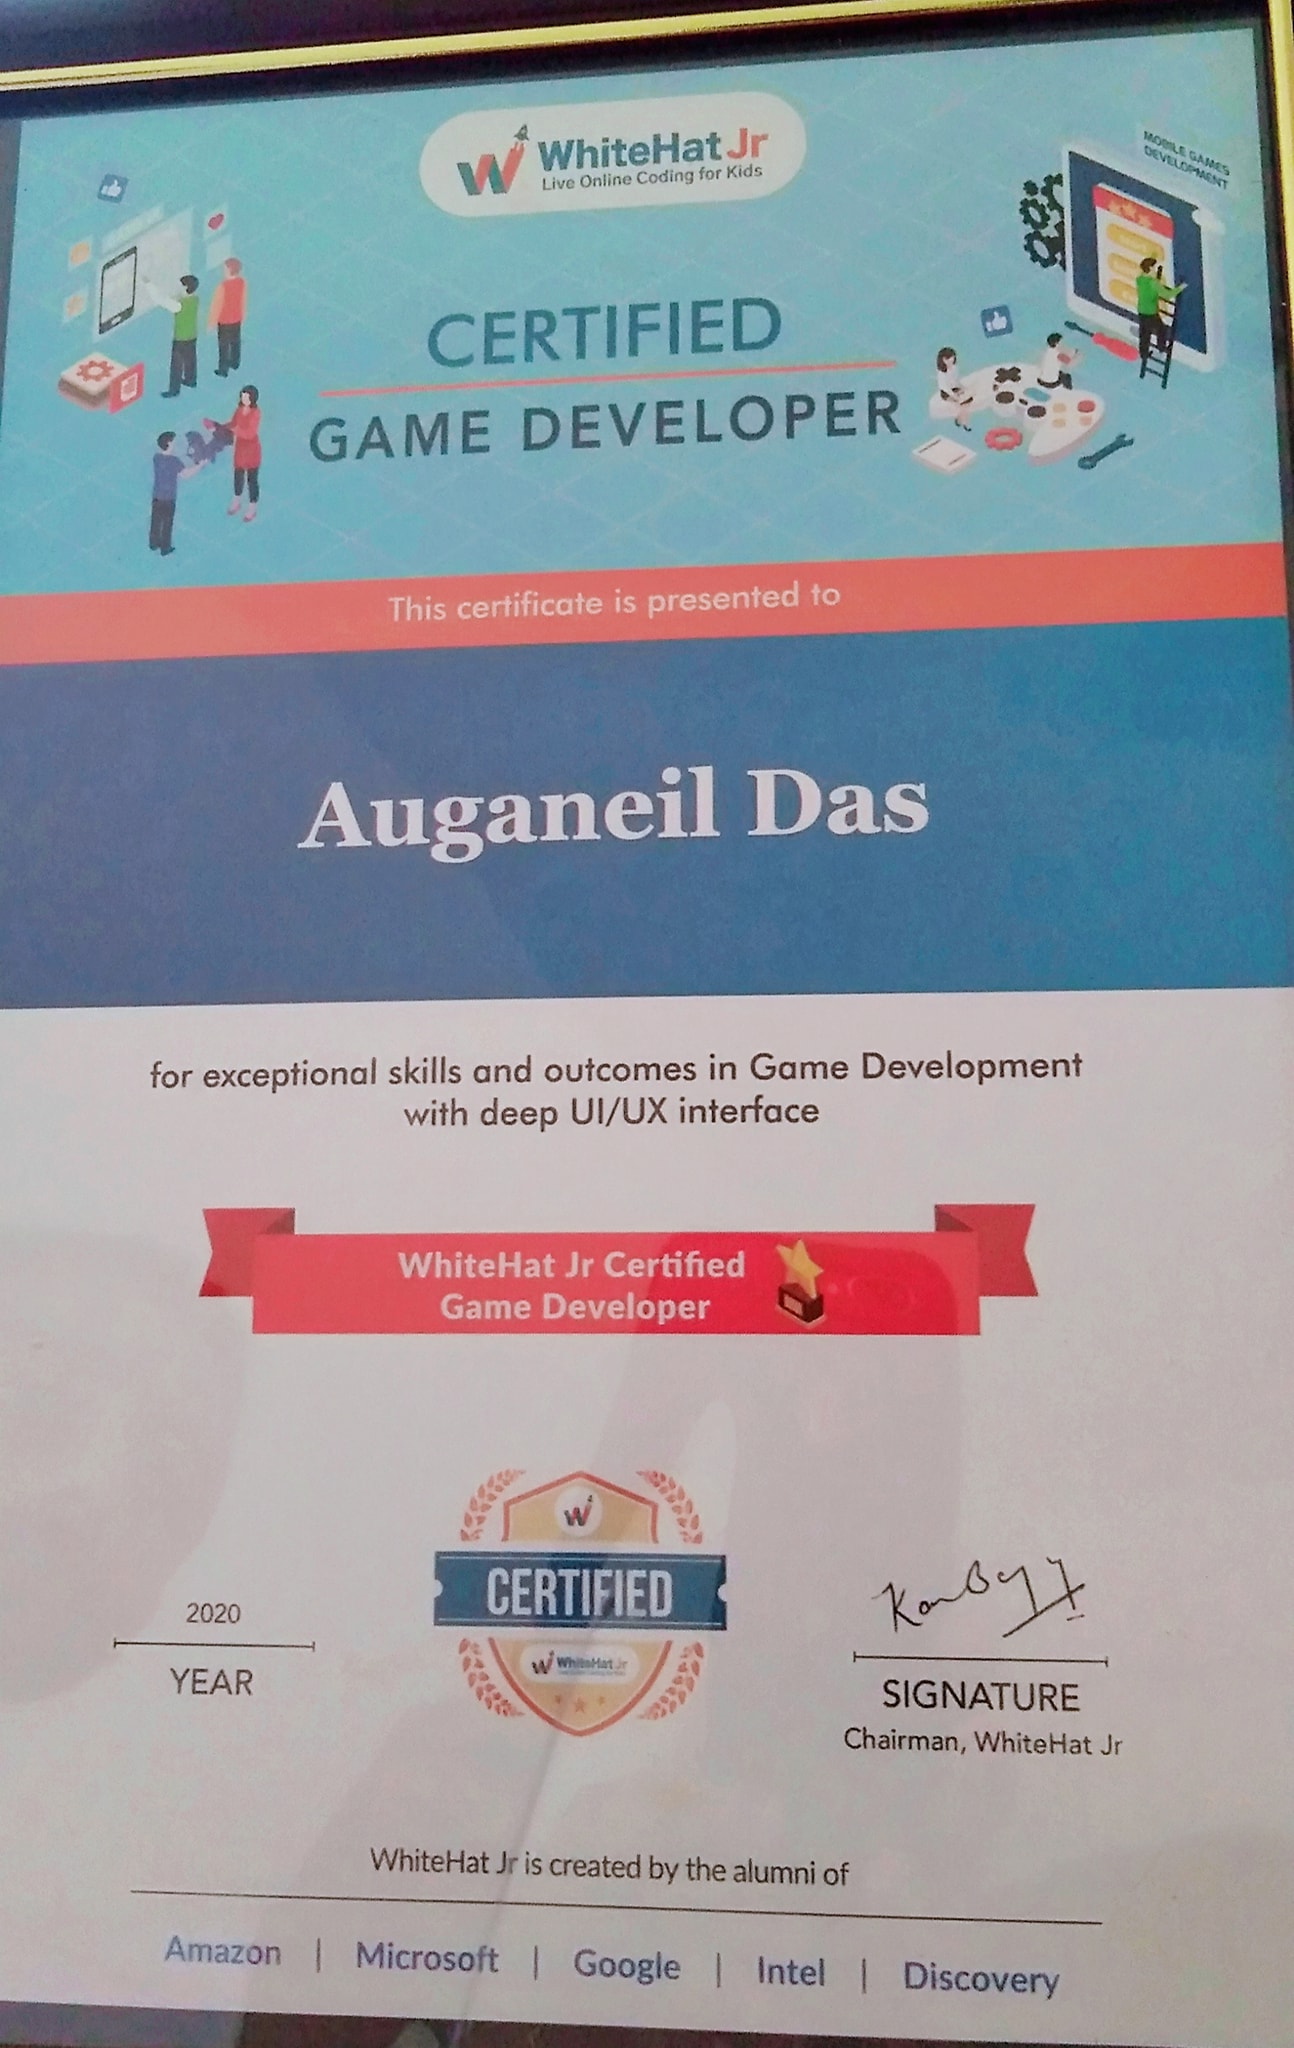 WhiteHat Jr
Live Online Coding for Kids
MOBILE GAMES
DEVELOPMENT
CERTIFIED
GAME DEVELOPER
This certificate is presented to
Auganeil Das
for exceptional skills and outcomes in Game Development
with deep UI/UX interface
WhiteHat Jr Certified
Game Developer
W
CERTIFIED
WhiteHat Jr
2020
YEAR
SIGNATURE
Chairman, WhiteHat Jr
WhiteHat Jr is created by the alumni of
Amazon | Microsoft | Google | Intel | Discovery